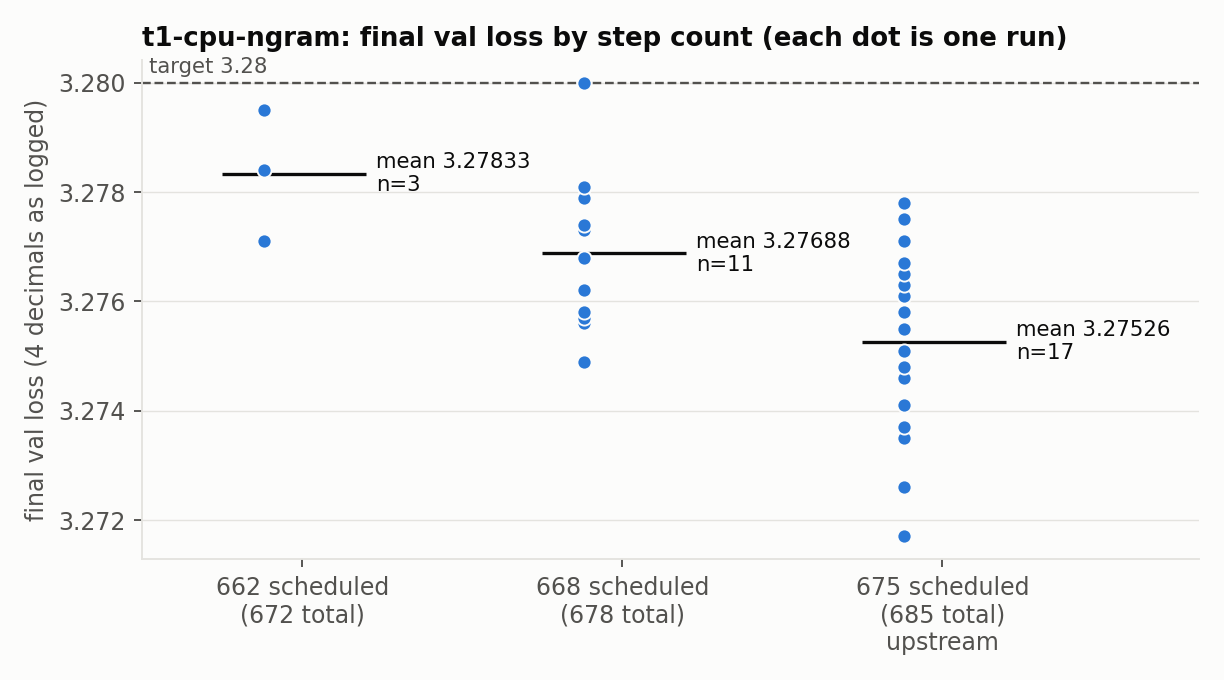 t1-cpu-ngram: final val loss by step count (each dot is one run)
target 3.28
final val loss (4 decimals as logged)
3.280
3.278
3.276
3.274
3.272
mean 3.27833
n=3
mean 3.27688
n=11
mean 3.27526
n=17
662 scheduled
(672 total)
668 scheduled
(678 total)
675 scheduled
(685 total)
upstream